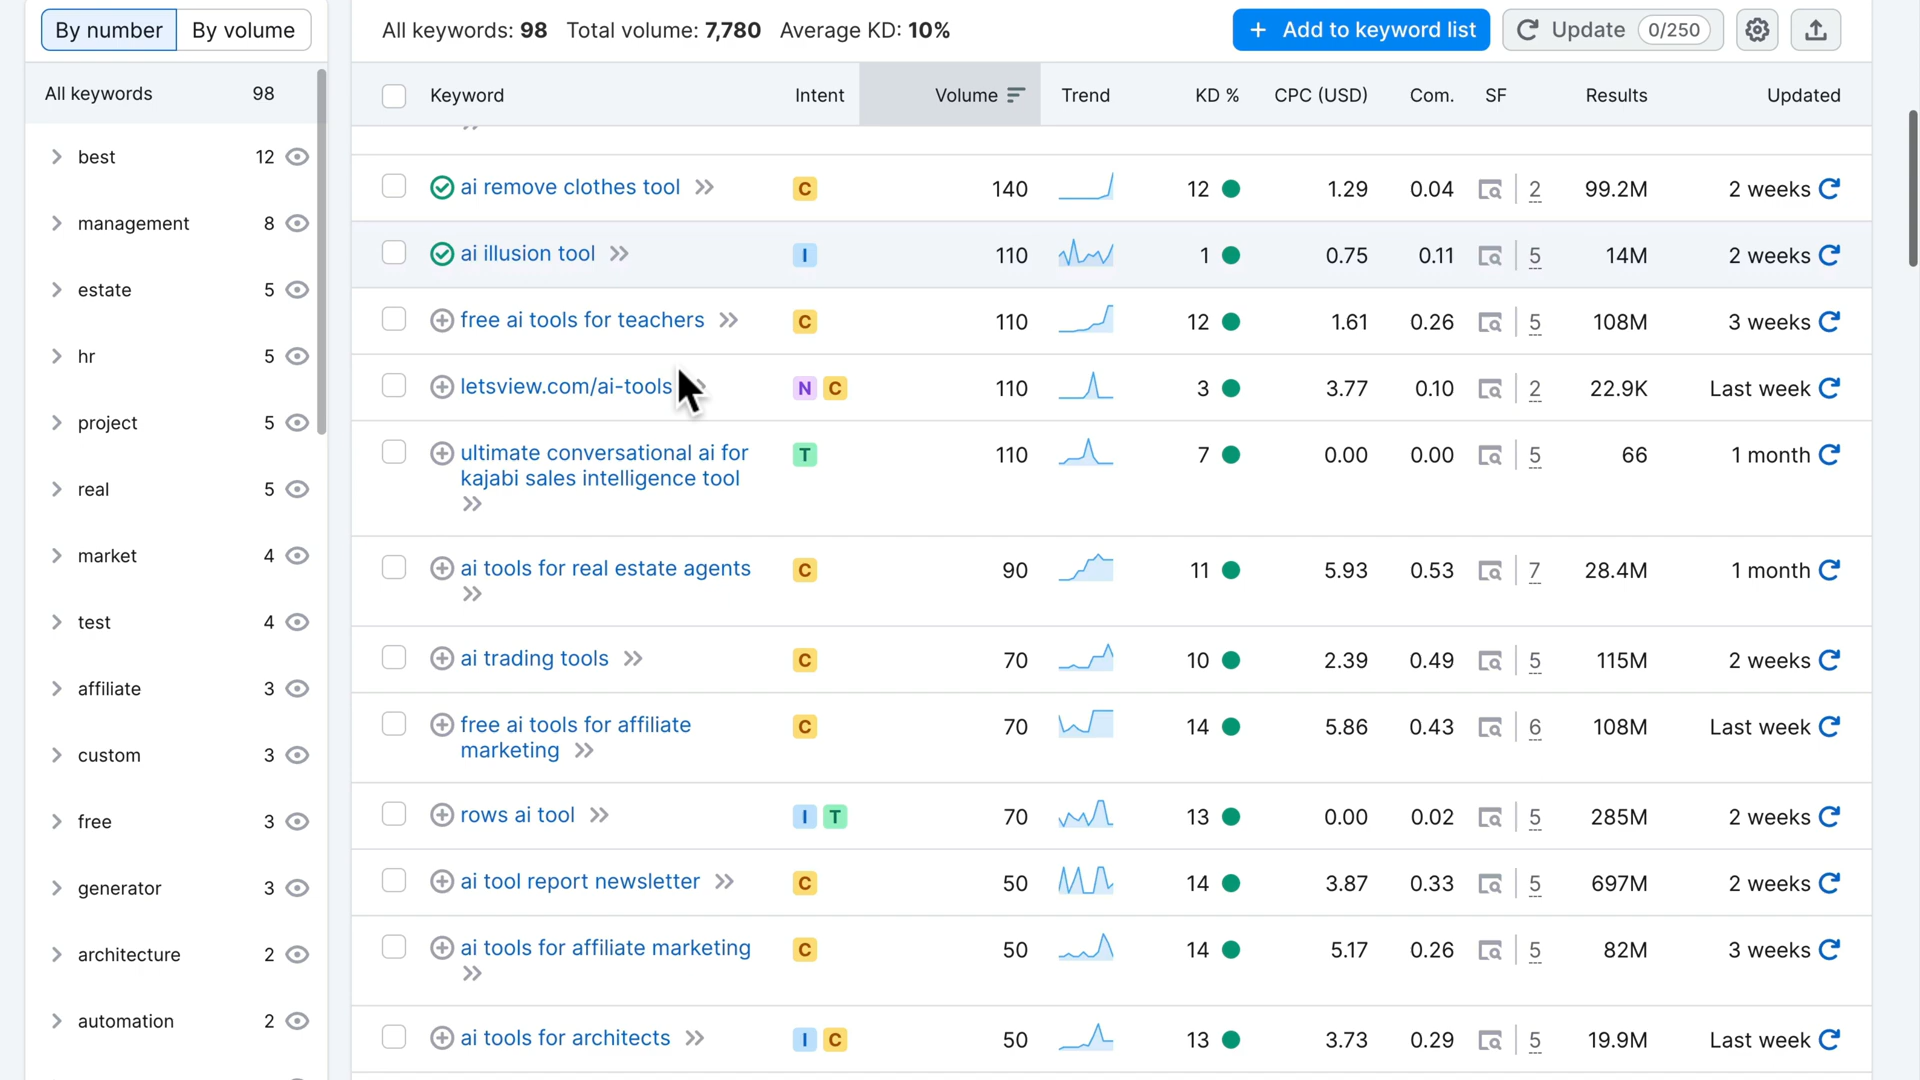 By number By volume
All keywords: 98 Total volume: 7,780 Average KD: 10%
+ Add to keyword list
Update 0/250
All keywords 98
best 12
management 8
estate 5
hr 5
project 5
real 5
market 4
test 4
affiliate 3
custom 3
free 3
generator 3
architecture 2
automation 2
Keyword Intent Volume Trend KD % CPC (USD) Com. SF Results Updated
ai remove clothes tool C 140 12 1.29 0.04 2 99.2M 2 weeks
ai illusion tool I 110 1 0.75 0.11 5 14M 2 weeks
free ai tools for teachers C 110 12 1.61 0.26 5 108M 3 weeks
letsview.com/ai-tools N C 110 3 3.77 0.10 2 22.9K Last week
ultimate conversational ai for T 110 7 0.00 0.00 5 66 1 month
kajabi sales intelligence tool
ai tools for real estate agents C 90 11 5.93 0.53 7 28.4M 1 month
ai trading tools C 70 10 2.39 0.49 5 115M 2 weeks
free ai tools for affiliate C 70 14 5.86 0.43 6 108M Last week
marketing
rows ai tool I T 70 13 0.00 0.02 5 285M 2 weeks
ai tool report newsletter C 50 14 3.87 0.33 5 697M 2 weeks
ai tools for affiliate marketing C 50 14 5.17 0.26 5 82M 3 weeks
ai tools for architects I C 50 13 3.73 0.29 5 19.9M Last week